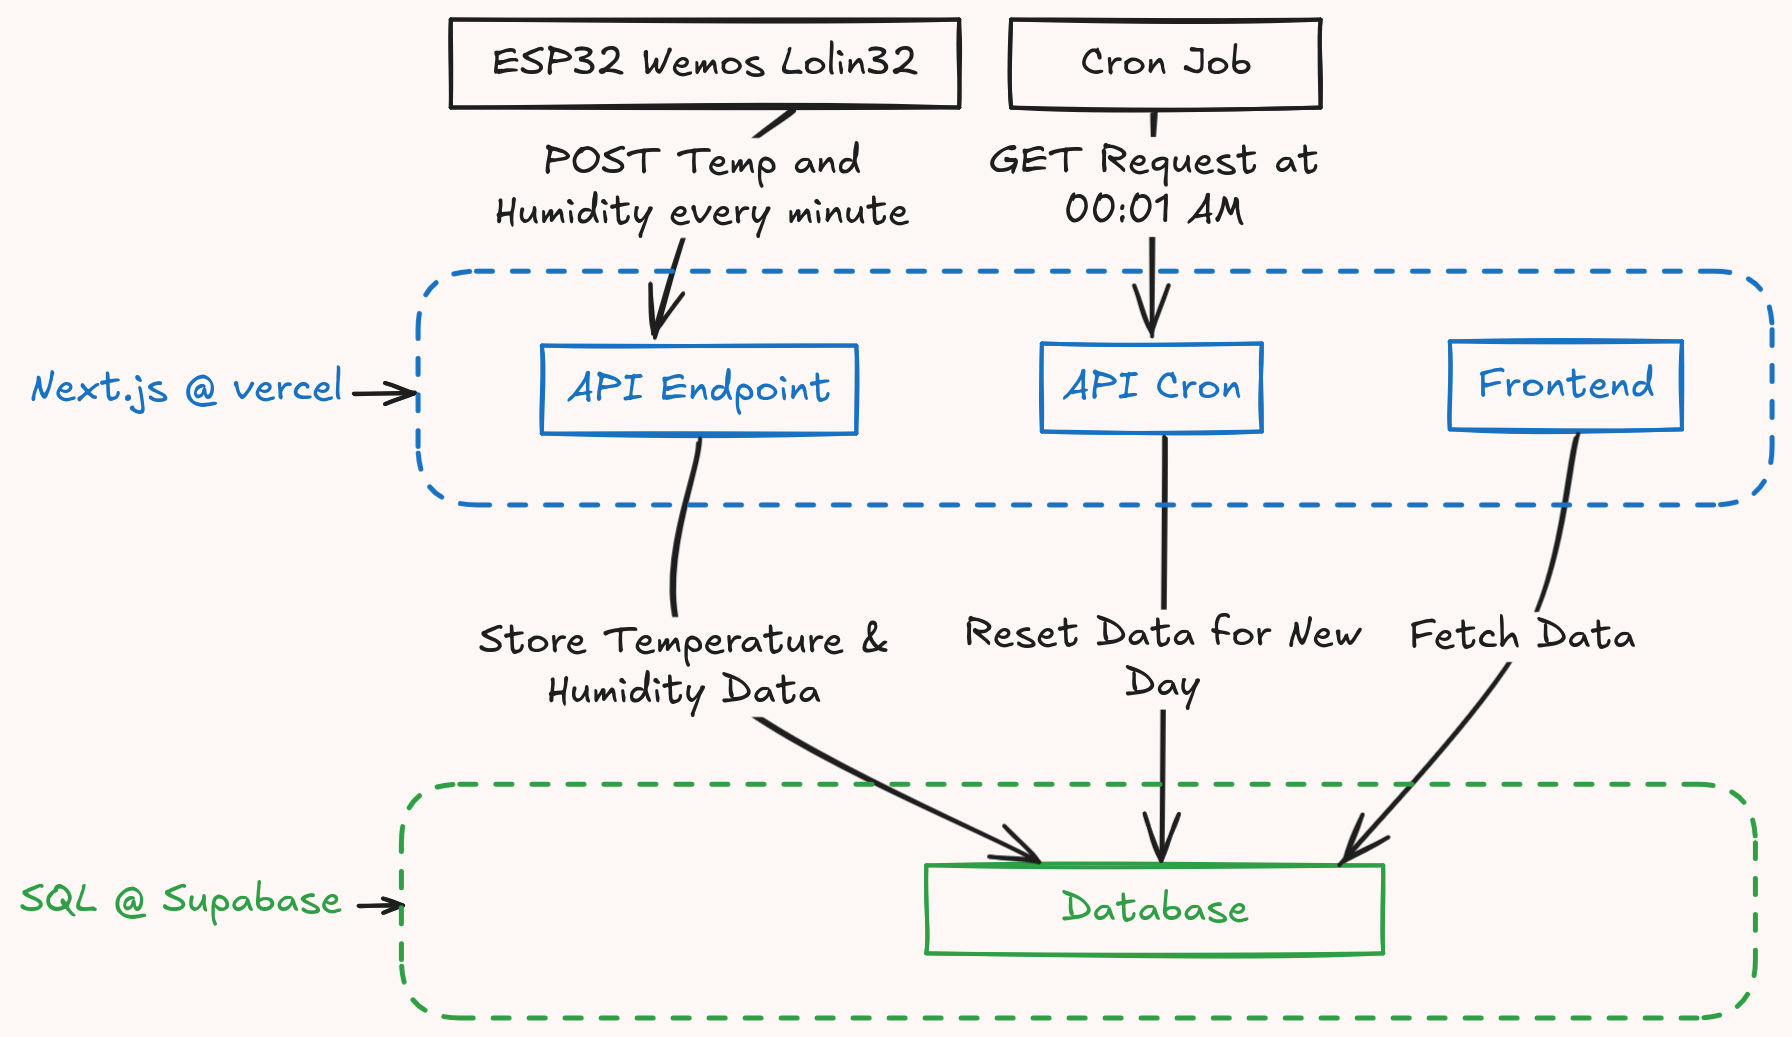 ESP32 Wemos Lolin32
Cron Job
POST Temp and
Humidity every minute
GET Request at
00:01 AM
Next.js @ vercel
API Endpoint
API Cron
Frontend
Store Temperature &
Humidity Data
Reset Data for New
Day
Fetch Data
SQL @ Supabase
Database